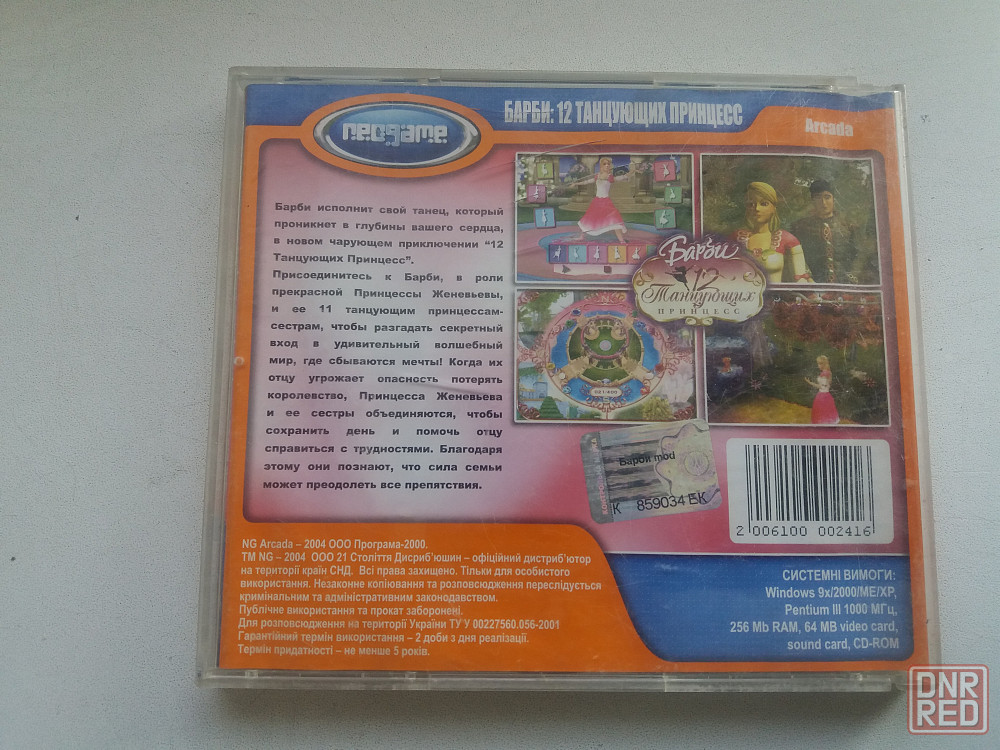 neogame
БАРБИ: 12 ТАНЦУЮЩИХ ПРИНЦЕСС
Arcada
Барби исполнит свой танец, который
проникнет в глубины вашего сердца,
в новом чарующем приключении “12
Танцующих Принцесс”.
Присоединитесь к Барби, в роли
прекрасной Принцессы Женевьевы,
и ее 11 танцующим принцессам-
сестрам, чтобы разгадать секретный
вход в удивительный волшебный
мир, где сбываются мечты! Когда их
отцу угрожает опасность потерять
королевство, Принцесса Женевьева
и ее сестры объединяются, чтобы
сохранить день и помочь отцу
справиться с трудностями. Благодаря
этому они познают, что сила семьи
может преодолеть все препятствия.
Барби
12
Танцующих
ПРИНЦЕСС
Барби mod
К 859034 ЕК
2 006100 002416
NG Arcada – 2004 ООО Програма-2000.
TM NG – 2004 ООО 21 Століття Дисриб’юшин – офіційний дистриб’ютор
на території країн СНД. Всі права захищено. Тільки для особистого
використання. Незаконне копіювання та розповсюдження переслідується
кримінальним та адміністративним законодавством.
Публічне використання та прокат заборонені.
Для розповсюдження на території України ТУ У 00227560.056-2001
Гарантійний термін використання – 2 доби з дня реалізації.
Термін придатності – не менше 5 років.
СИСТЕМНІ ВИМОГИ:
Windows 9x/2000/ME/XP,
Pentium III 1000 МГц,
256 Mb RAM, 64 MB video card,
sound card, CD-ROM
DNR
RED